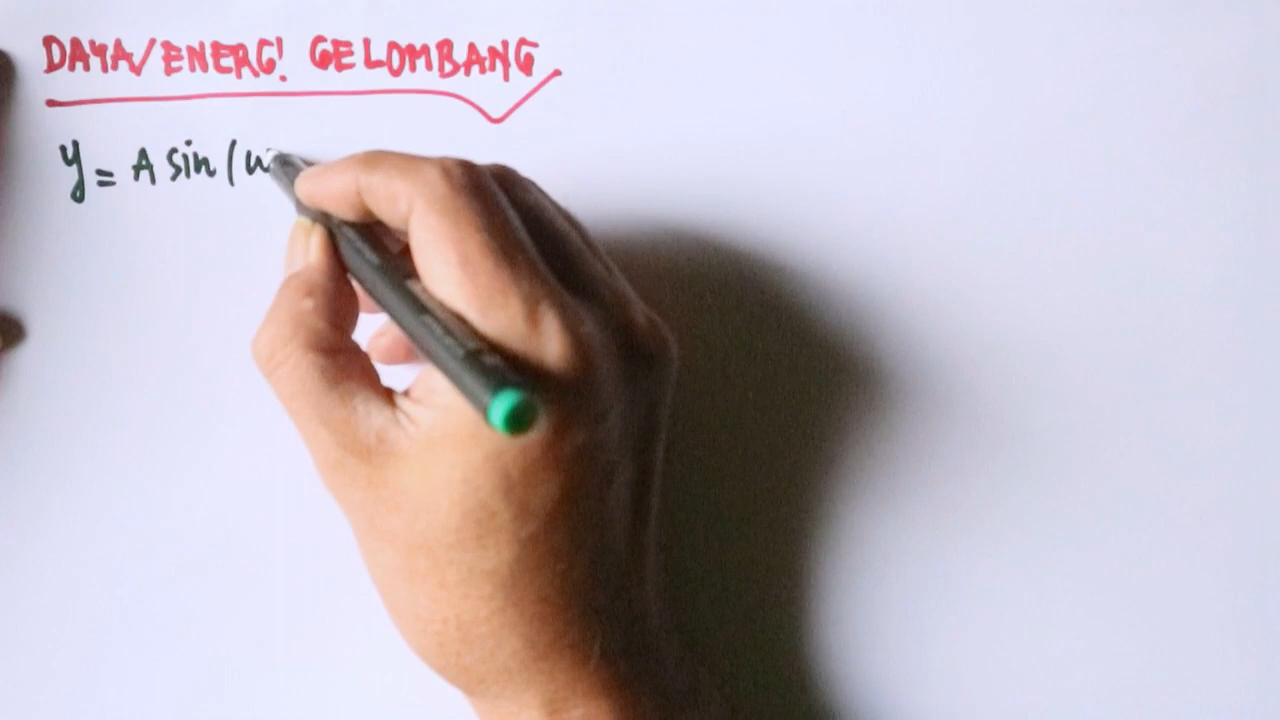 DAYA/ENERGI GELOMBANG
y = A sin (w